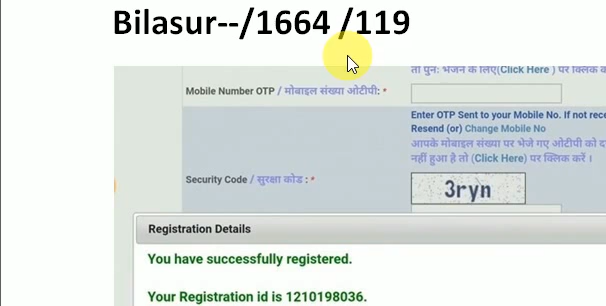 Bilasur--/1664 /119
ता पुनः भेजने के लिए(Click Here ) पर क्लिक क
Mobile Number OTP / मोबाइल संख्या ओटीपी: *
Enter OTP Sent to your Mobile No. If not rece
Resend (or) Change Mobile No
आपके मोबाइल संख्या पर भेजे गए ओटीपी को द
नहीं हुआ है तो (Click Here) पर क्लिक करें ।
Security Code / सुरक्षा कोड : *
3ryn
Registration Details
You have successfully registered.
Your Registration id is 1210198036.